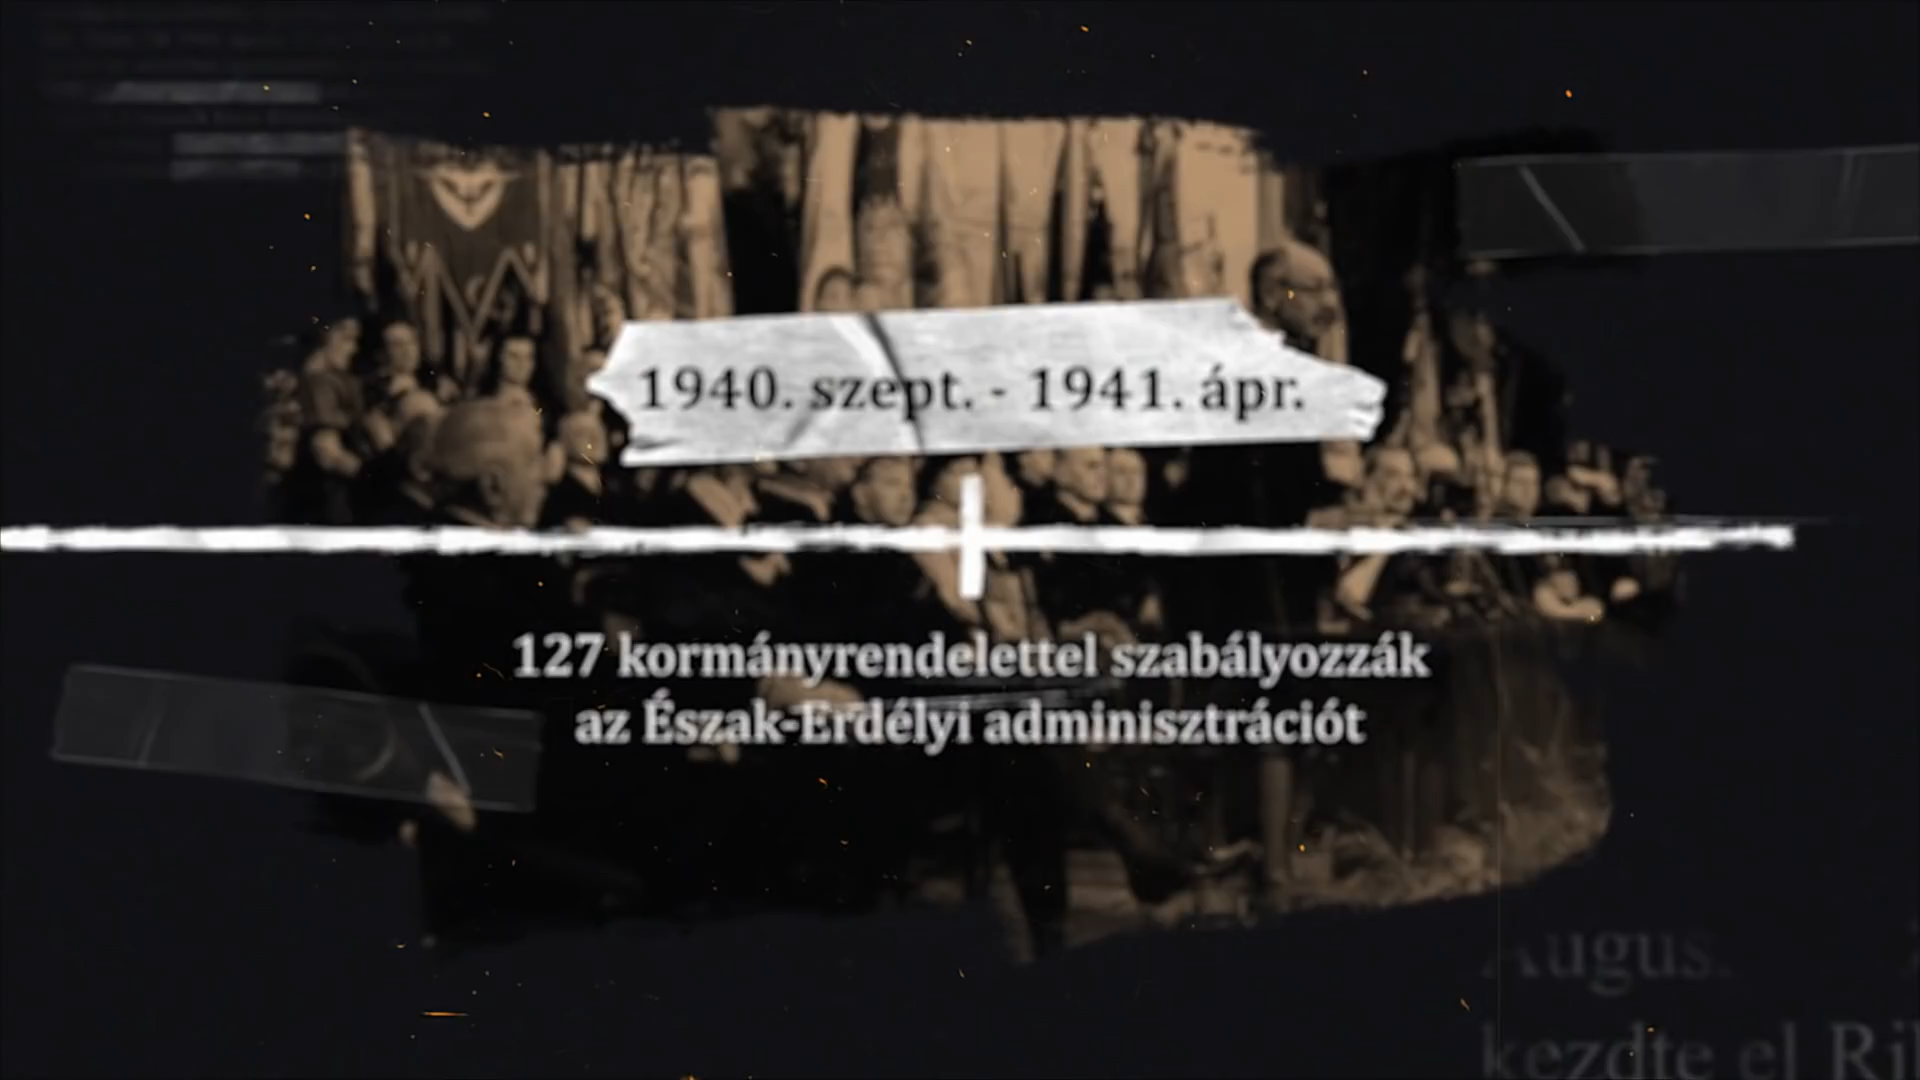 1940. szept. - 1941. ápr.
127 kormányrendelettel szabályozzák
az Észak-Erdélyi adminisztrációt
kezdte el